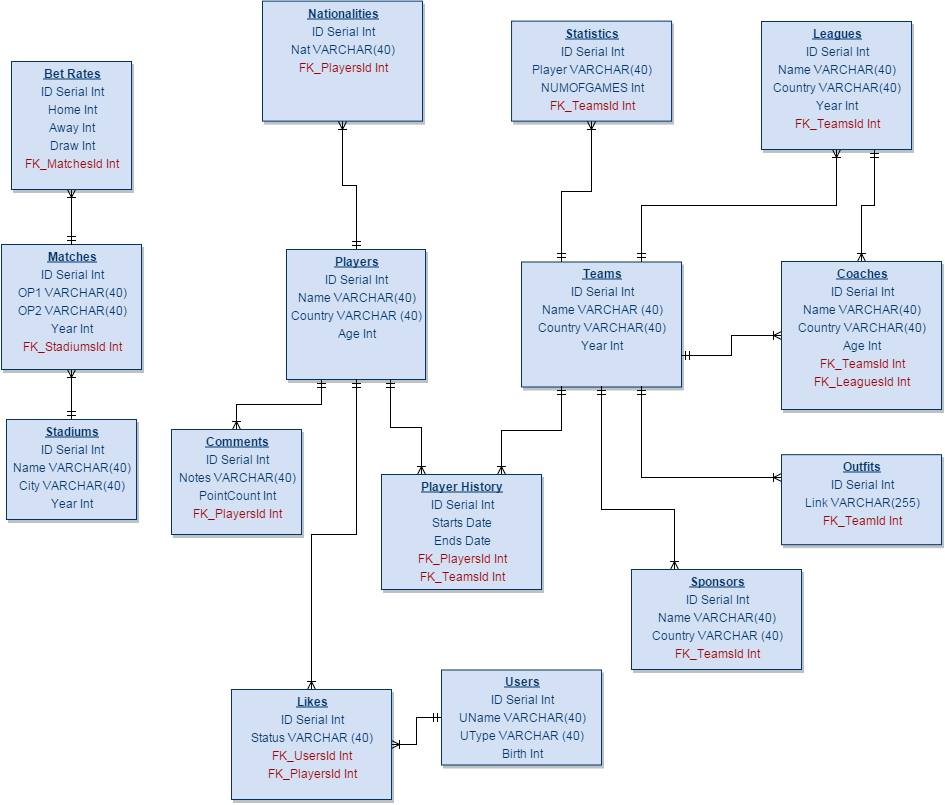 Nationalities
ID Serial Int
Nat VARCHAR(40)
FK_PlayersId Int
Statistics
ID Serial Int
Player VARCHAR(40)
NUMOFGAMES Int
FK_TeamsId Int
Leagues
ID Serial Int
Name VARCHAR(40)
Country VARCHAR(40)
Year Int
FK_TeamsId Int
Bet Rates
ID Serial Int
Home Int
Away Int
Draw Int
FK_MatchesId Int
Matches
ID Serial Int
OP1 VARCHAR(40)
OP2 VARCHAR(40)
Year Int
FK_StadiumsId Int
Players
ID Serial Int
Name VARCHAR(40)
Country VARCHAR (40)
Age Int
Teams
ID Serial Int
Name VARCHAR (40)
Country VARCHAR(40)
Year Int
Coaches
ID Serial Int
Name VARCHAR(40)
Country VARCHAR(40)
Age Int
FK_TeamsId Int
FK_LeaguesId Int
Stadiums
ID Serial Int
Name VARCHAR(40)
City VARCHAR(40)
Year Int
Comments
ID Serial Int
Notes VARCHAR(40)
PointCount Int
FK_PlayersId Int
Player History
ID Serial Int
Starts Date
Ends Date
FK_PlayersId Int
FK_TeamsId Int
Outfits
ID Serial Int
Link VARCHAR(255)
FK_TeamId Int
Sponsors
ID Serial Int
Name VARCHAR(40)
Country VARCHAR (40)
FK_TeamsId Int
Likes
ID Serial Int
Status VARCHAR (40)
FK_UsersId Int
FK_PlayersId Int
Users
ID Serial Int
UName VARCHAR(40)
UType VARCHAR (40)
Birth Int